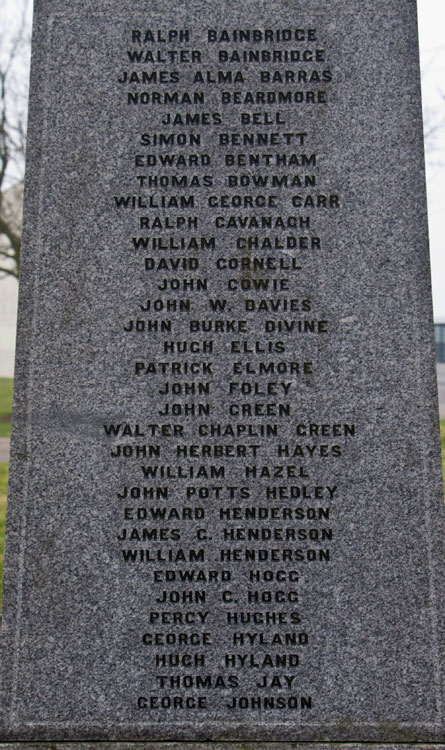 RALPH BAINBRIDGE
WALTER BAINBRIDGE
JAMES ALMA BARRAS
NORMAN BEARDMORE
JAMES BELL
SIMON BENNETT
EDWARD BENTHAM
THOMAS BOWMAN
WILLIAM GEORGE CARR
RALPH CAVANAGH
WILLIAM CHALDER
DAVID CORNELL
JOHN COWIE
JOHN W. DAVIES
JOHN BURKE DIVINE
HUGH ELLIS
PATRICK ELMORE
JOHN FOLEY
JOHN GREEN
WALTER CHAPLIN GREEN
JOHN HERBERT HAYES
WILLIAM HAZEL
JOHN POTTS HEDLEY
EDWARD HENDERSON
JAMES G. HENDERSON
WILLIAM HENDERSON
EDWARD HOGG
JOHN G. HOGG
PERCY HUGHES
GEORGE HYLAND
HUGH HYLAND
THOMAS JAY
GEORGE JOHNSON